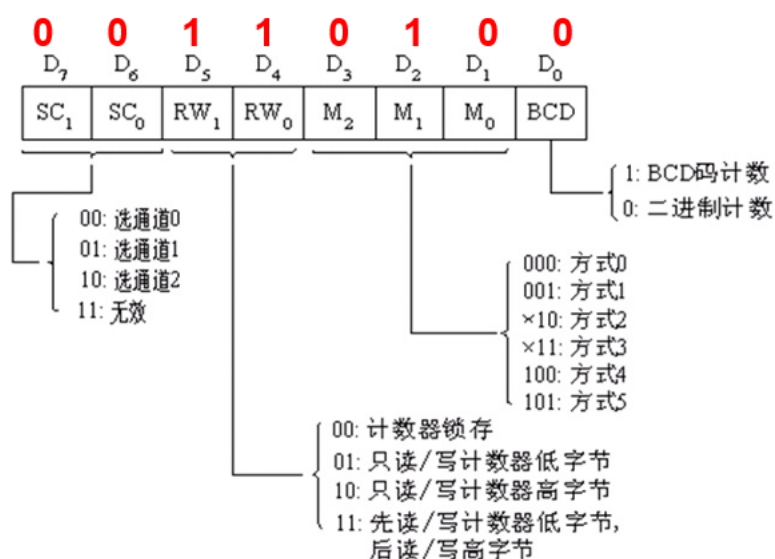 0 0 1 1 0 1 0 0
D₇ D₆ D₅ D₄ D₃ D₂ D₁ D₀
SC₁ SC₀ RW₁ RW₀ M₂ M₁ M₀ BCD
1: BCD码计数
0: 二进制计数
00: 选通道0
01: 选通道1
10: 选通道2
11: 无效
000: 方式0
001: 方式1
×10: 方式2
×11: 方式3
100: 方式4
101: 方式5
00: 计数器锁存
01: 只读/写计数器低字节
10: 只读/写计数器高字节
11: 先读/写计数器低字节,
后读/写高字节